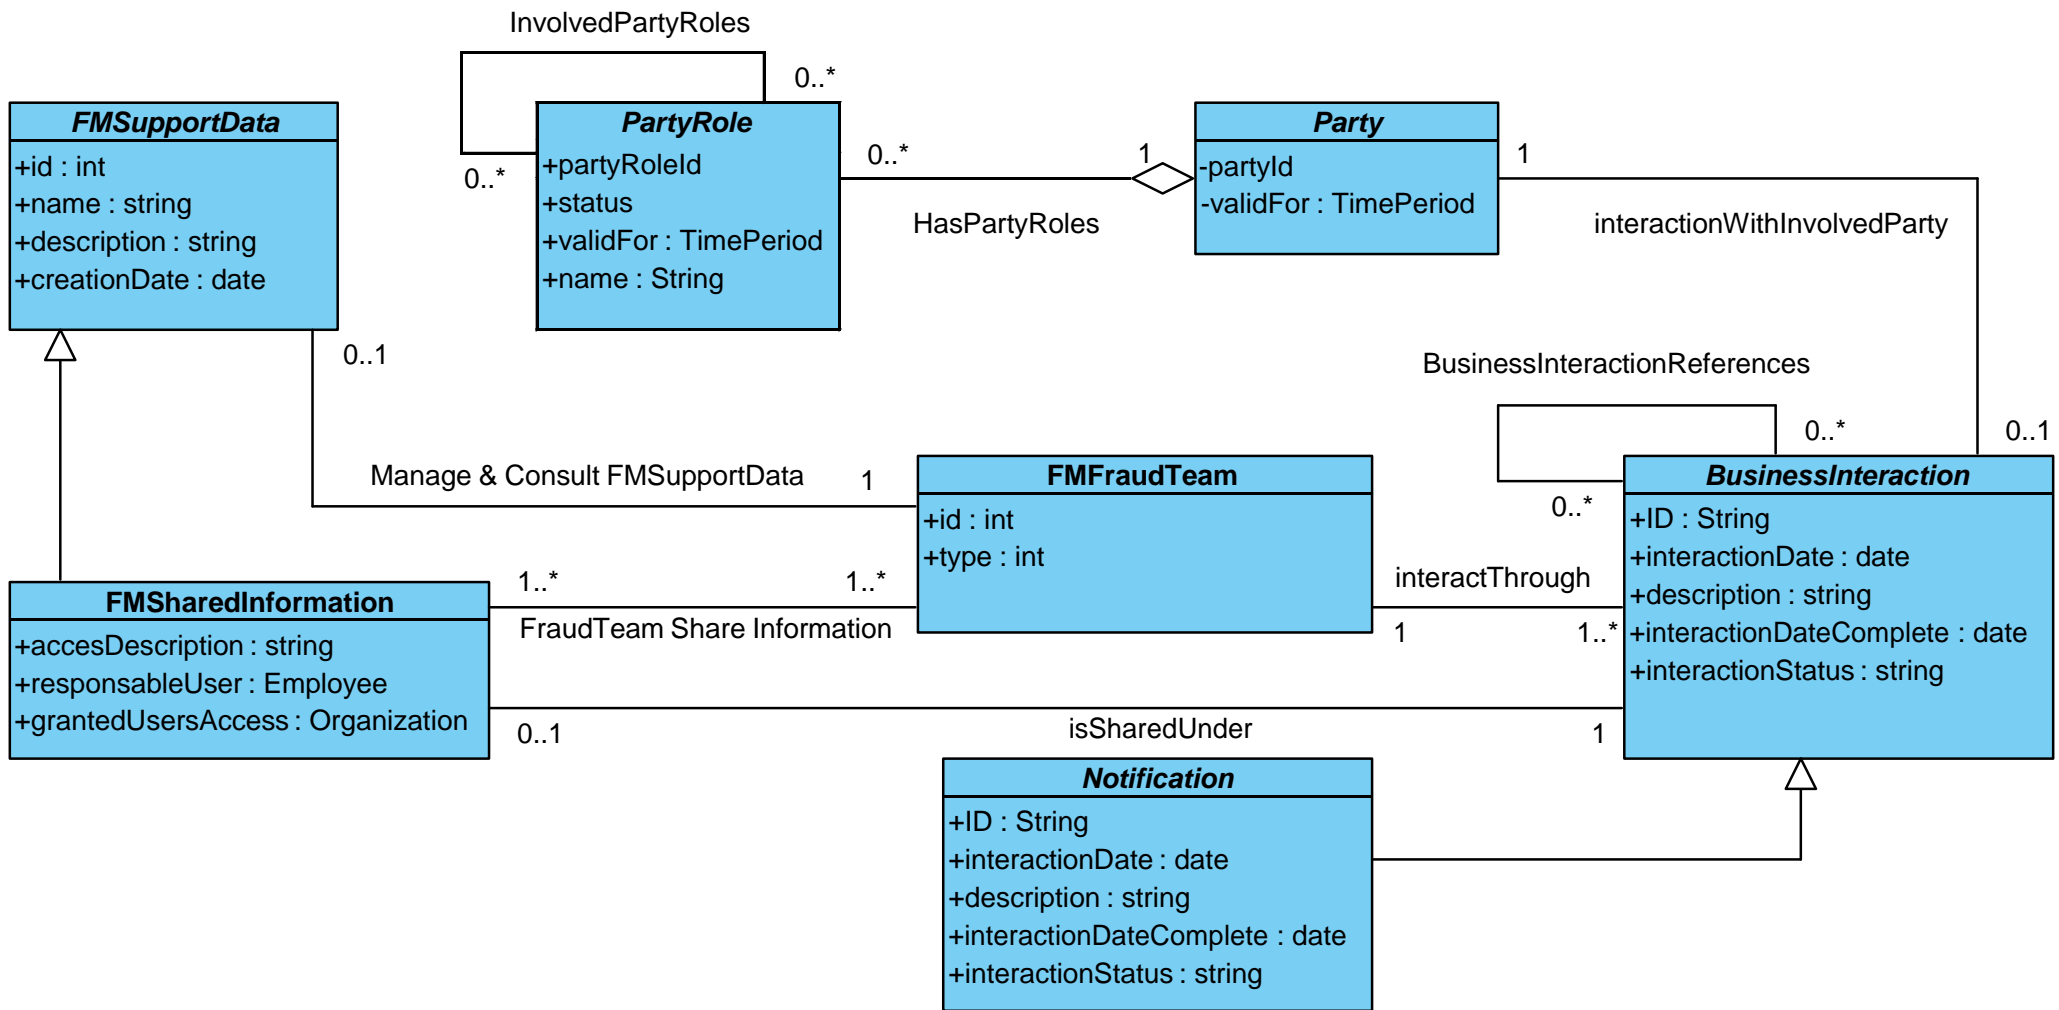 InvolvedPartyRoles
0..*
0..*
FMSupportData
+id : int
+name : string
+description : string
+creationDate : date
PartyRole
+partyRoleId
+status
+validFor : TimePeriod
+name : String
0..*
1
HasPartyRoles
Party
-partyId
-validFor : TimePeriod
1
interactionWithInvolvedParty
0..1
0..1
BusinessInteractionReferences
0..*
0..*
Manage & Consult FMSupportData
1
FMFraudTeam
+id : int
+type : int
BusinessInteraction
+ID : String
+interactionDate : date
+description : string
+interactionDateComplete : date
+interactionStatus : string
interactThrough
1
1..*
1..*
1..*
FraudTeam Share Information
FMSharedInformation
+accesDescription : string
+responsableUser : Employee
+grantedUsersAccess : Organization
0..1
isSharedUnder
1
Notification
+ID : String
+interactionDate : date
+description : string
+interactionDateComplete : date
+interactionStatus : string